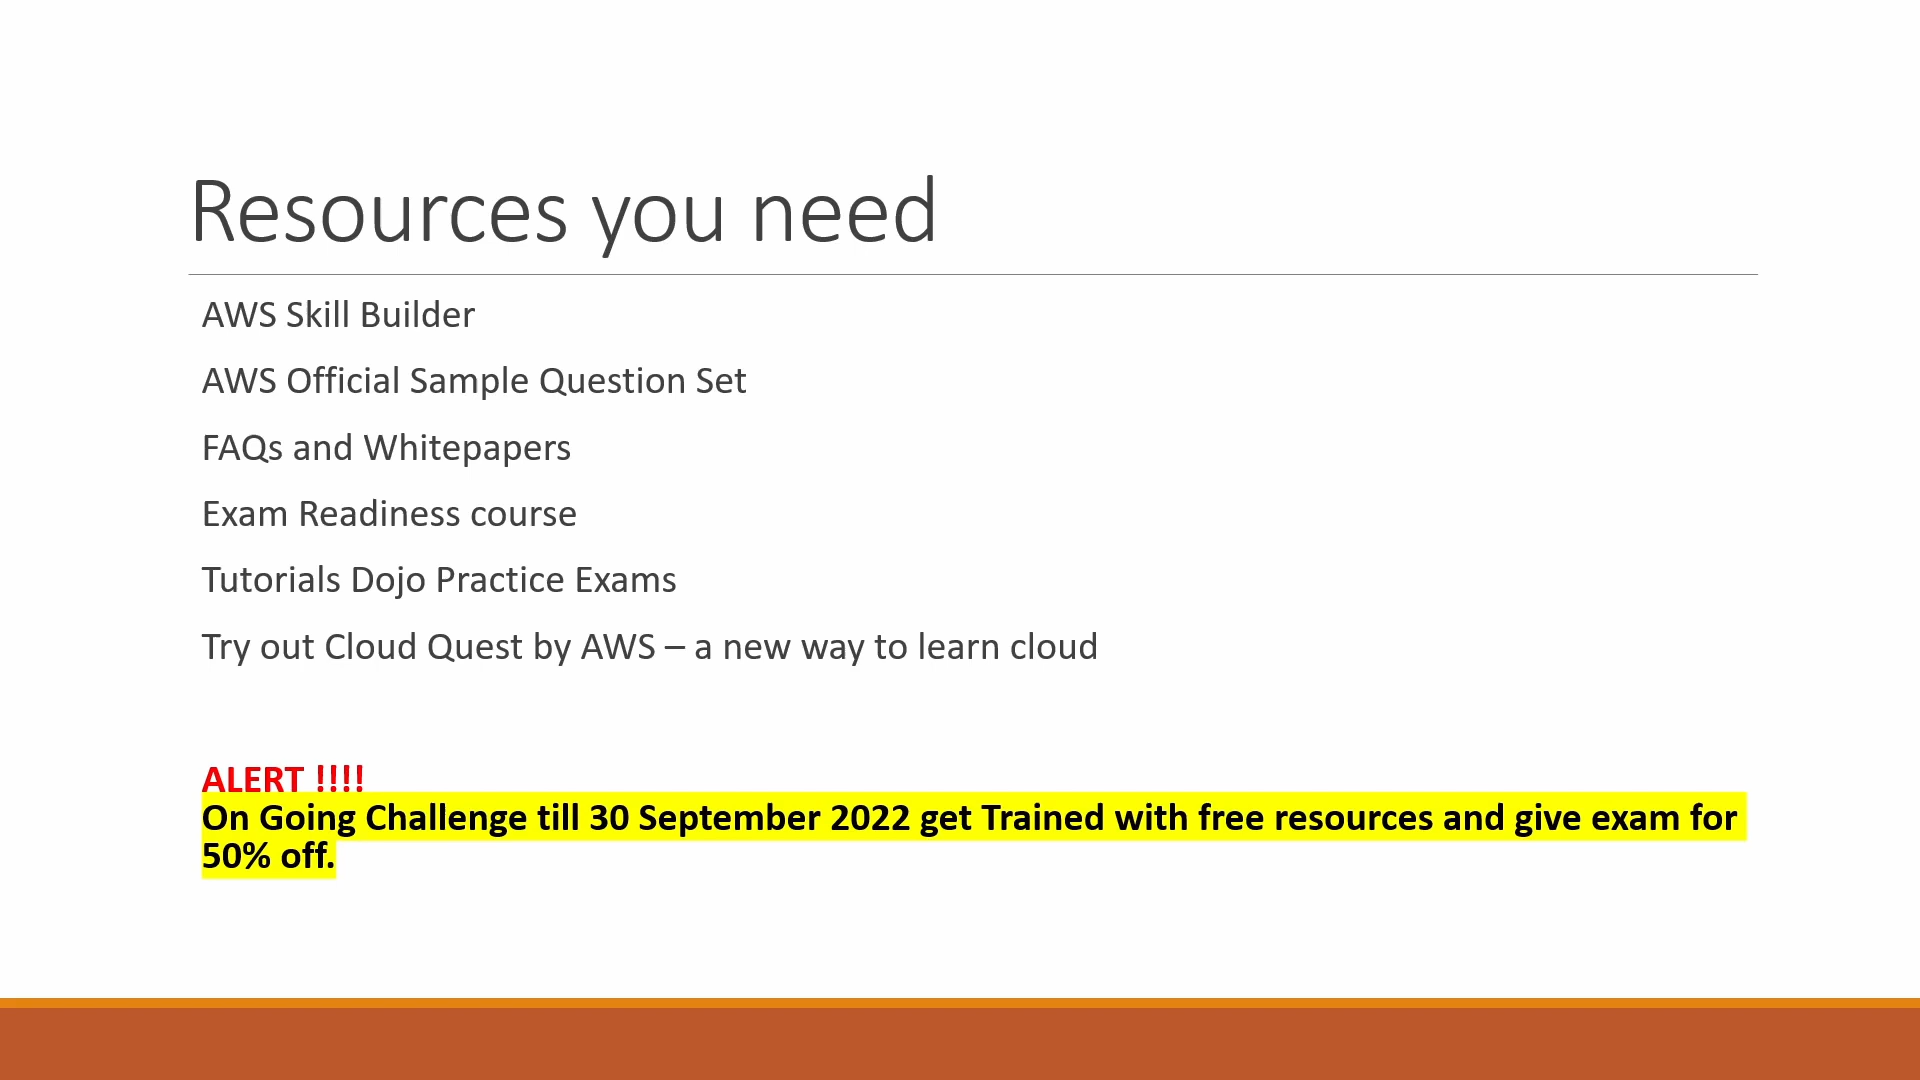 Resources you need
AWS Skill Builder
AWS Official Sample Question Set
FAQs and Whitepapers
Exam Readiness course
Tutorials Dojo Practice Exams
Try out Cloud Quest by AWS – a new way to learn cloud
ALERT !!!!
On Going Challenge till 30 September 2022 get Trained with free resources and give exam for
50% off.